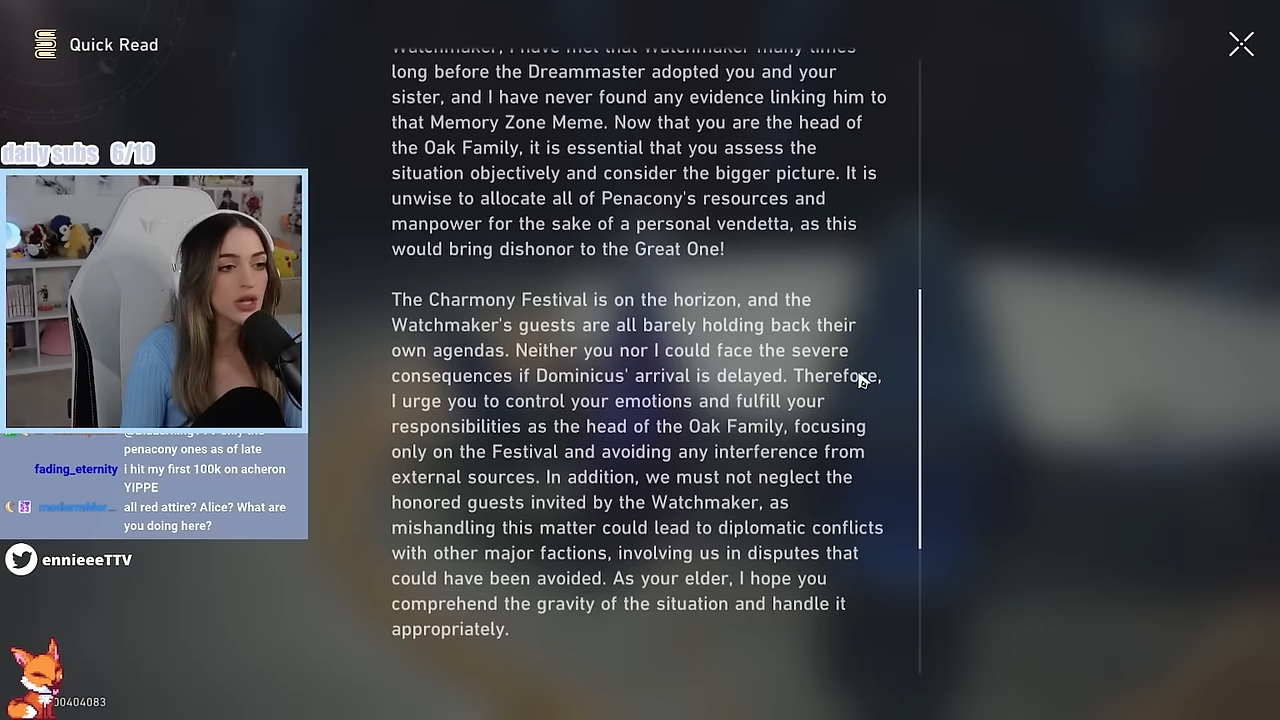 Quick Read
Watchmaker, I have met that Watchmaker many times
long before the Dreammaster adopted you and your
sister, and I have never found any evidence linking him to
that Memory Zone Meme. Now that you are the head of
the Oak Family, it is essential that you assess the
situation objectively and consider the bigger picture. It is
unwise to allocate all of Penacony's resources and
manpower for the sake of a personal vendetta, as this
would bring dishonor to the Great One!
The Charmony Festival is on the horizon, and the
Watchmaker's guests are all barely holding back their
own agendas. Neither you nor I could face the severe
consequences if Dominicus' arrival is delayed. Therefore,
I urge you to control your emotions and fulfill your
responsibilities as the head of the Oak Family, focusing
only on the Festival and avoiding any interference from
external sources. In addition, we must not neglect the
honored guests invited by the Watchmaker, as
mishandling this matter could lead to diplomatic conflicts
with other major factions, involving us in disputes that
could have been avoided. As your elder, I hope you
comprehend the gravity of the situation and handle it
appropriately.
daily subs 6/10
penacony ones as of late
fading_eternity i hit my first 100k on acheron
YIPPE
all red attire? Alice? What are
you doing here?
ennieeeTTV
00404083